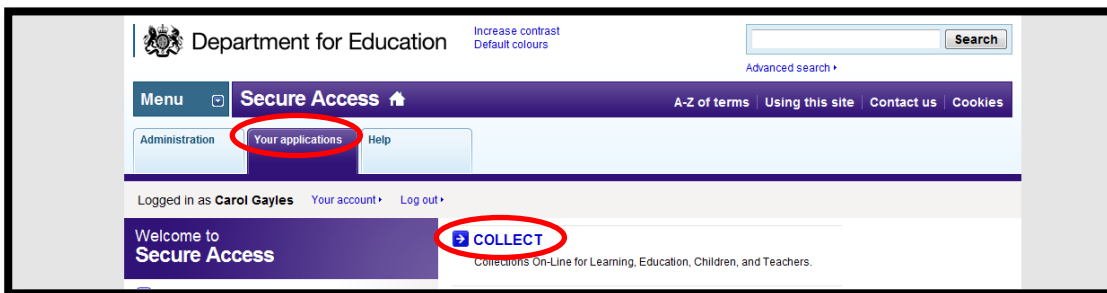 Department for Education
Increase contrast
Default colours
Search
Advanced search
Menu
Secure Access
A-Z of terms
Using this site
Contact us
Cookies
Administration
Your applications
Help
Logged in as Carol Gayles
Your account
Log out
Welcome to
Secure Access
COLLECT
Collections On-Line for Learning, Education, Children, and Teachers.